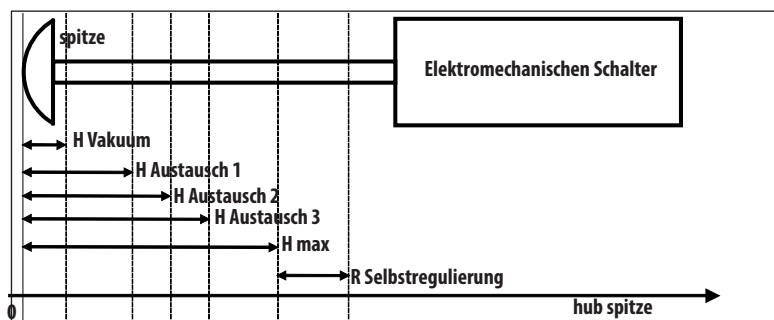 spitze
Elektromechanischen Schalter
H Vakuum
H Austausch 1
H Austausch 2
H Austausch 3
H max
R Selbstregulierung
0
hub spitze